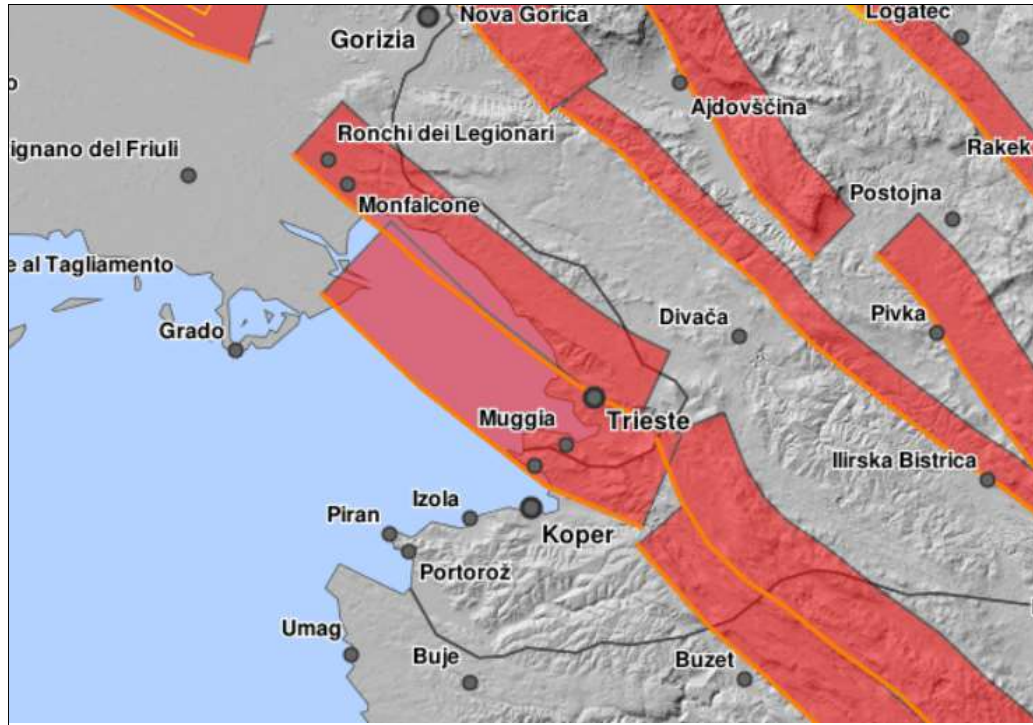 Nova Gorica
Logatec
Gorizia
Ajdovščina
Ronchi dei Legionari
ignano del Friuli
Rakek
Monfalcone
Postojna
e al Tagliamento
Grado
Divača
Pivka
Muggia
Trieste
Ilirska Bistrica
Izola
Piran
Koper
Portorož
Umag
Buje
Buzet